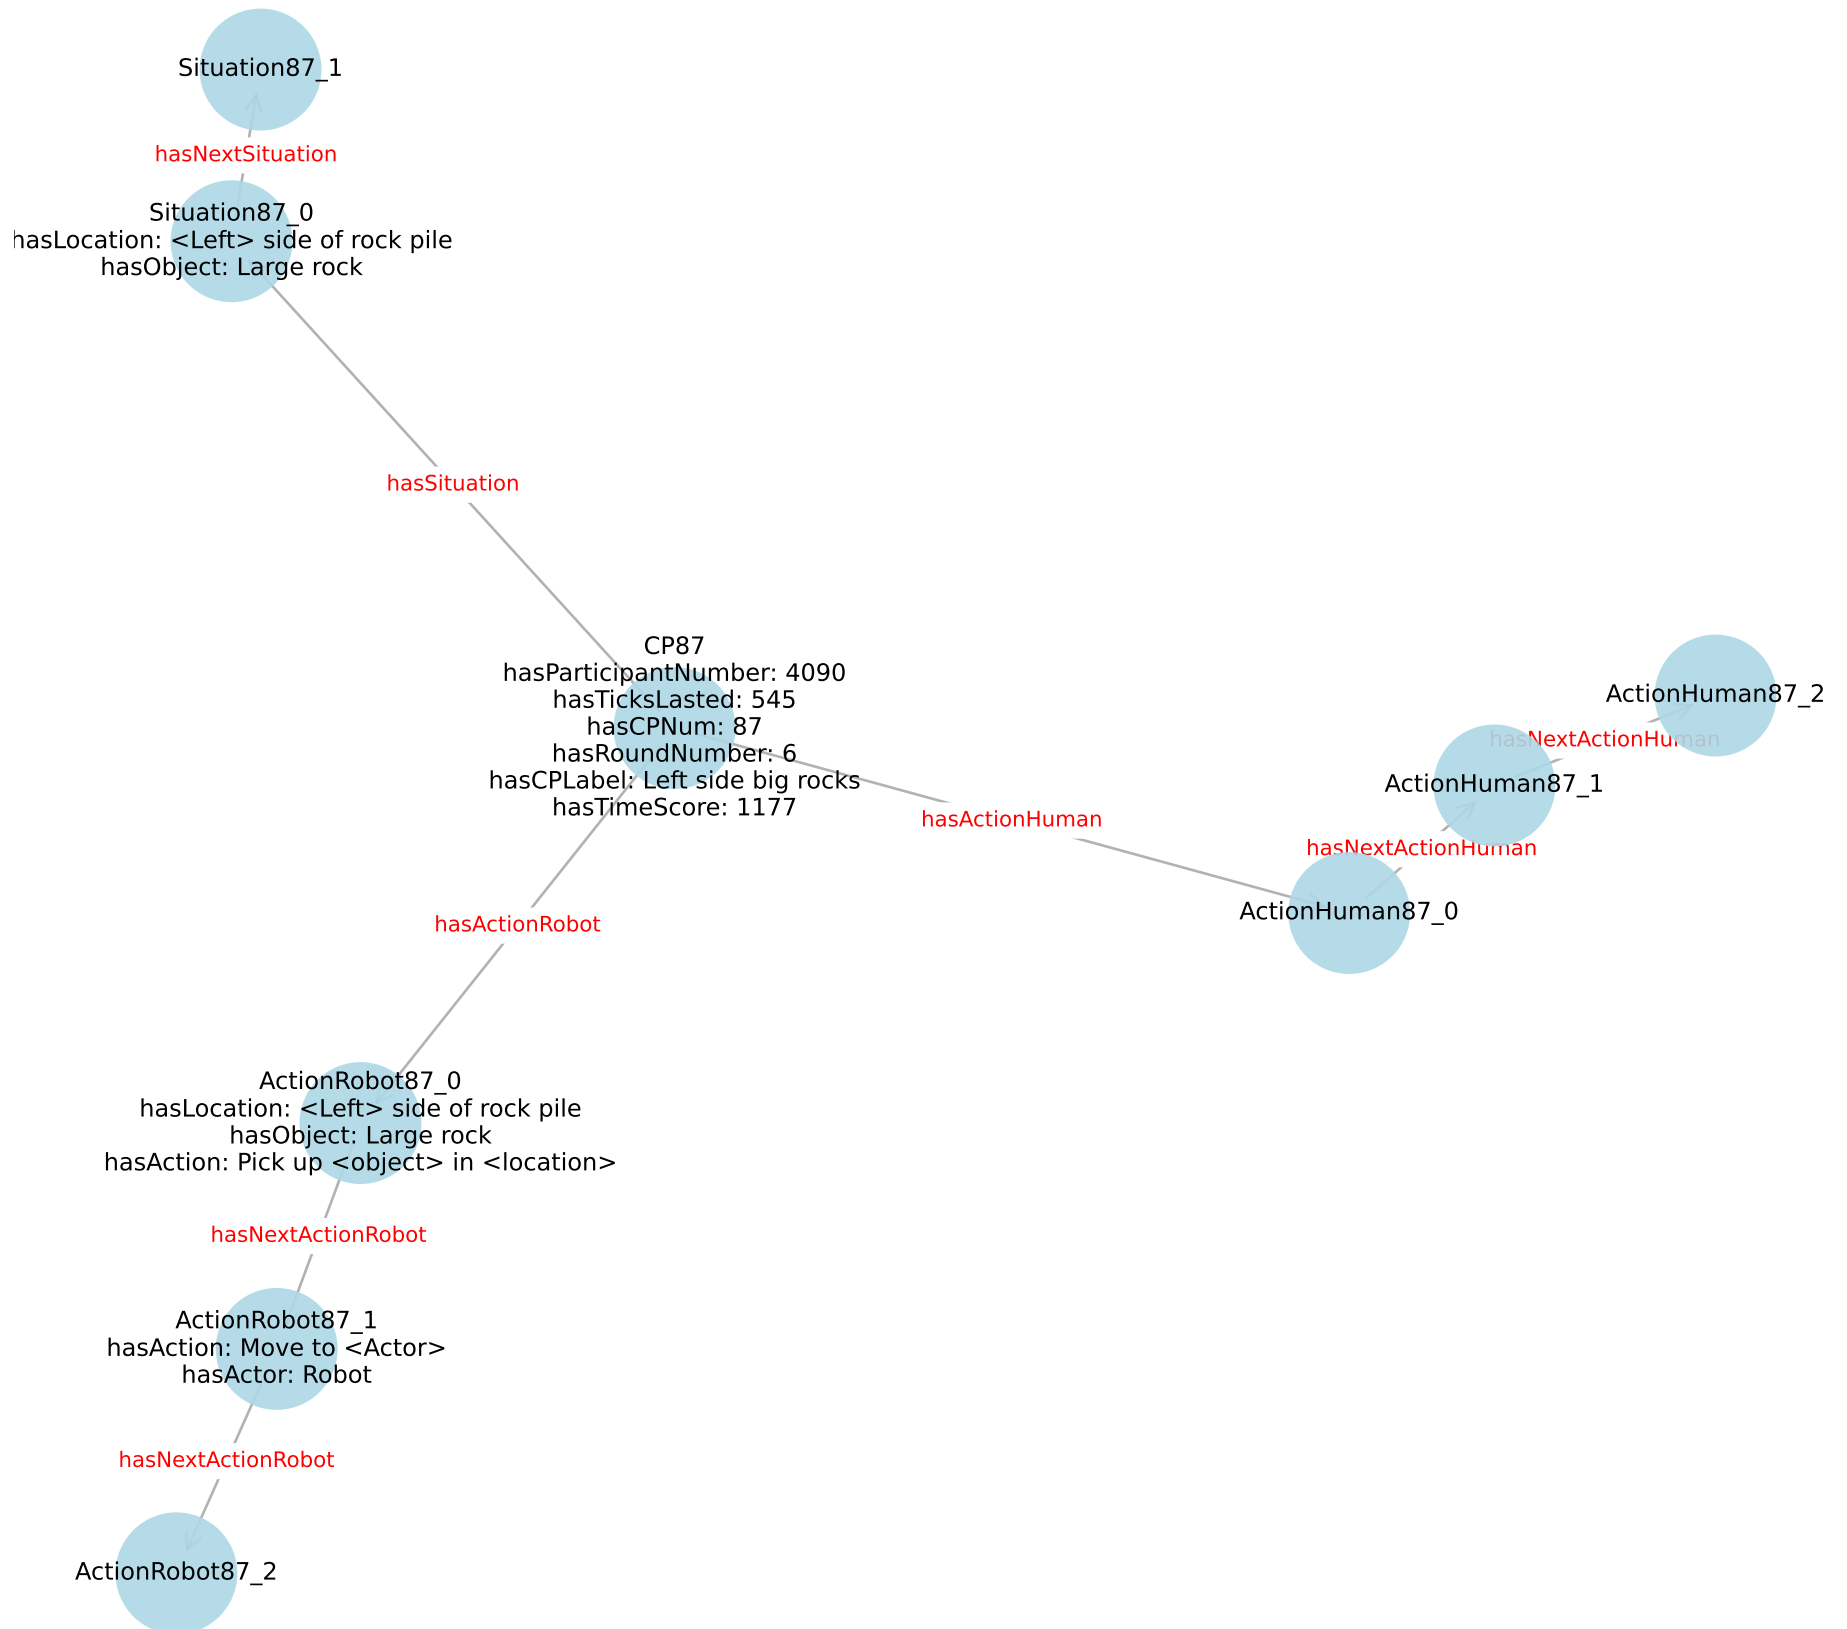 Situation87_1
hasNextSituation
Situation87_0
hasLocation: <Left> side of rock pile
hasObject: Large rock
hasSituation
CP87
hasParticipantNumber: 4090
hasTicksLasted: 545
hasCPNum: 87
hasRoundNumber: 6
hasCPLabel: Left side big rocks
hasTimeScore: 1177
hasActionHuman
ActionHuman87_2
hasNextActionHuman
ActionHuman87_1
hasNextActionHuman
ActionHuman87_0
hasActionRobot
ActionRobot87_0
hasLocation: <Left> side of rock pile
hasObject: Large rock
hasAction: Pick up <object> in <location>
hasNextActionRobot
ActionRobot87_1
hasAction: Move to <Actor>
hasActor: Robot
hasNextActionRobot
ActionRobot87_2